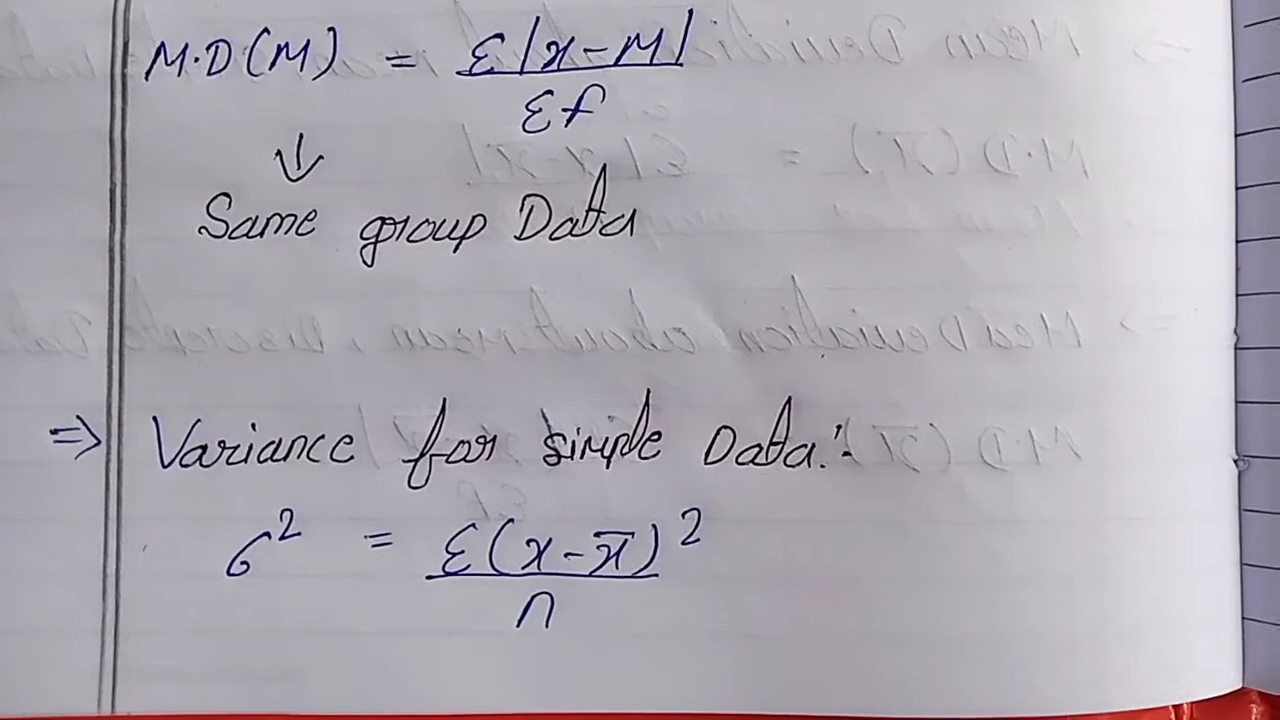 M.D(M) = Σ|x-M|
Σf
↓
Same group Data
⇒ Variance for simple Data:-
σ² = Σ(x-x̄)²
n